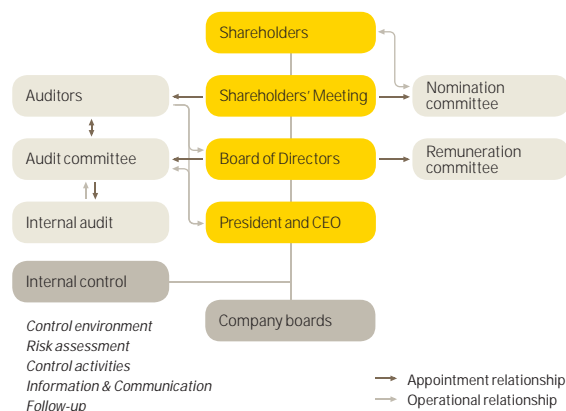 Shareholders
Auditors
Shareholders' Meeting
Nomination
committee
Audit committee
Board of Directors
Remuneration
committee
Internal audit
President and CEO
Internal control
Company boards
Control environment
Risk assessment
Control activities
Information & Communication
Follow-up
Appointment relationship
Operational relationship